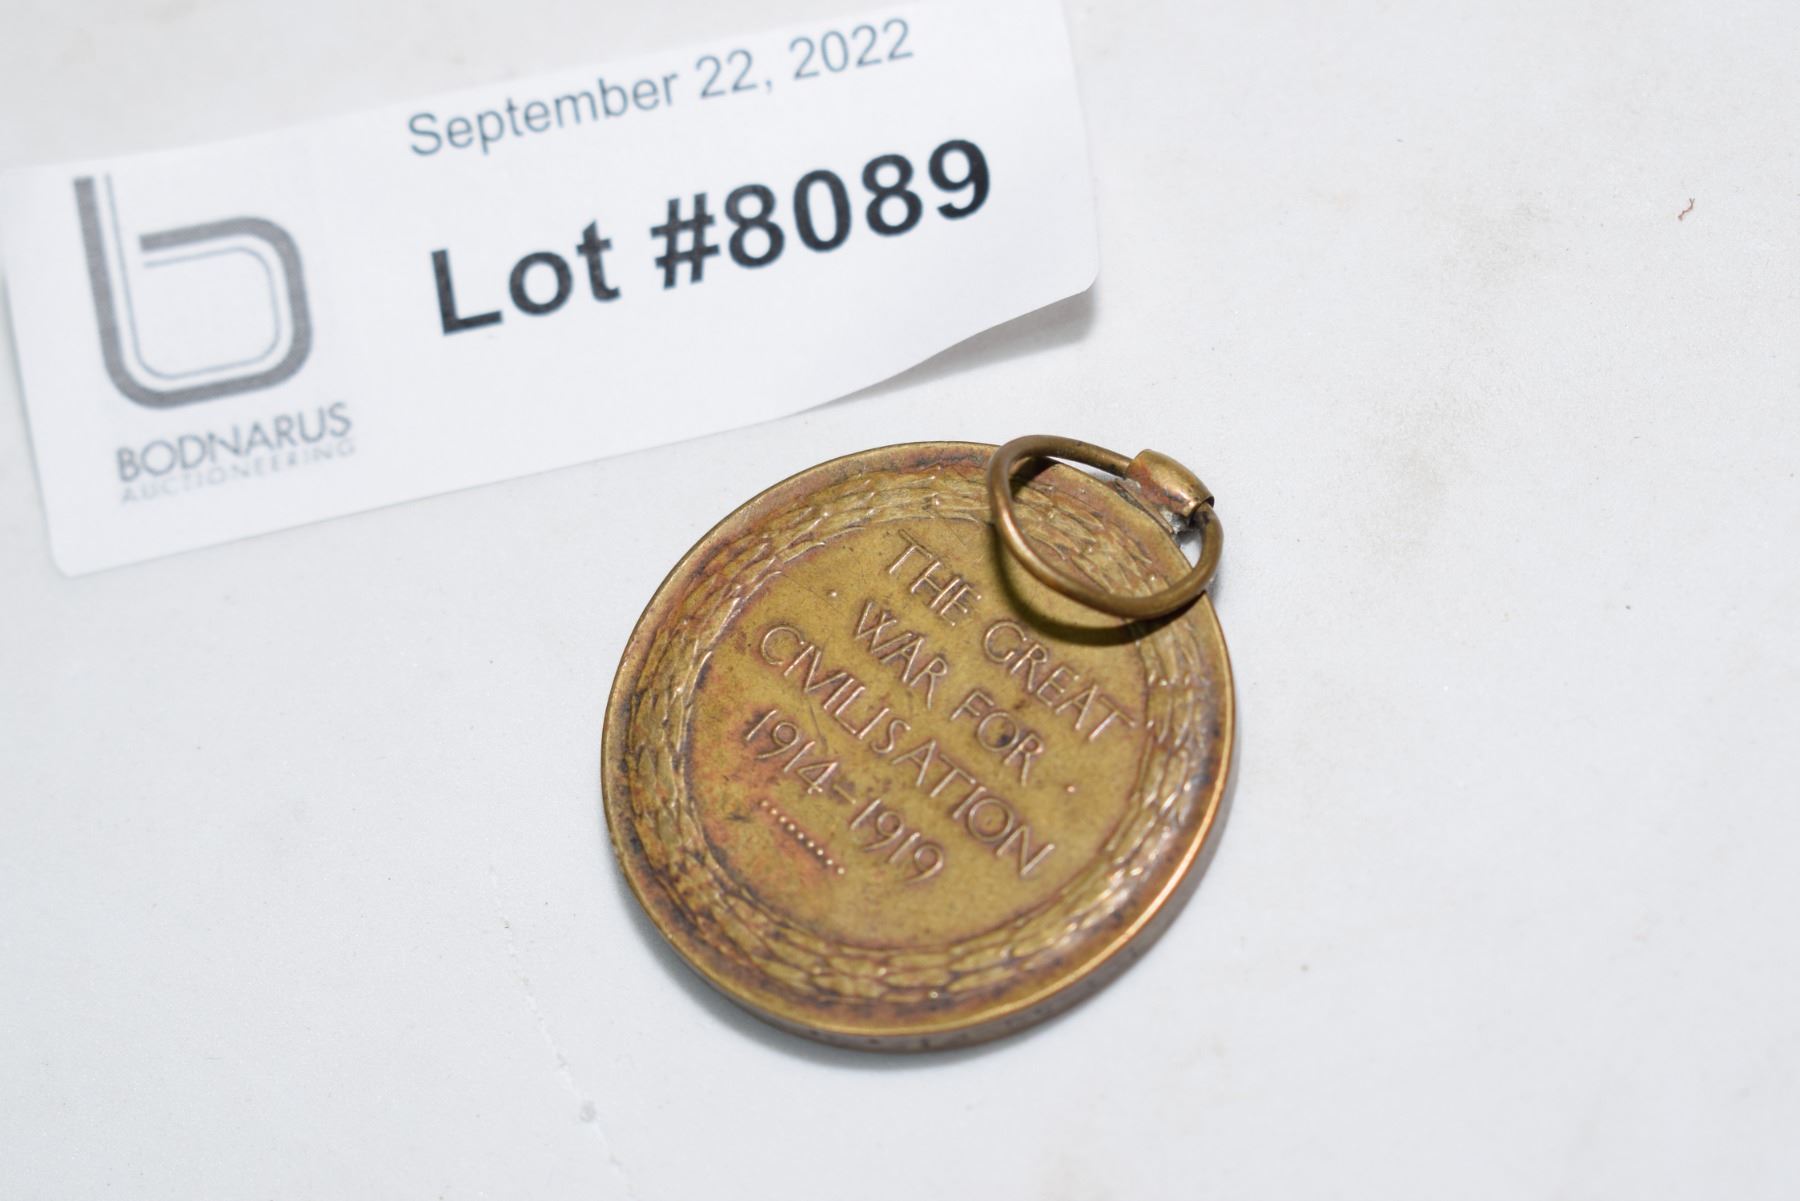 September 22, 2022
Lot #8089
BODNARUS
AUCTIONEERING
THE GREAT
WAR FOR
CIVILISATION
1914-1919